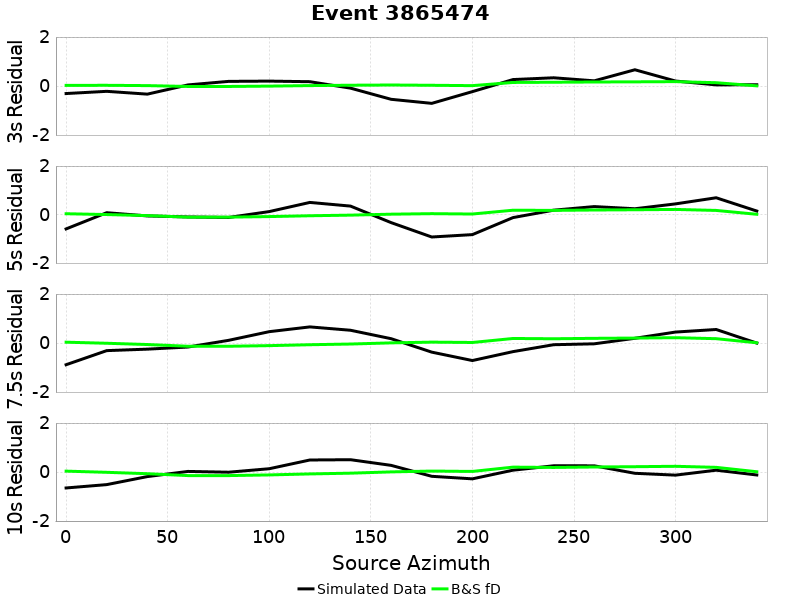 Event 3865474
3s Residual
2
0
-2
5s Residual
2
0
-2
7.5s Residual
2
0
-2
10s Residual
2
0
-2
0 50 100 150 200 250 300
Source Azimuth
Simulated Data B&S fD